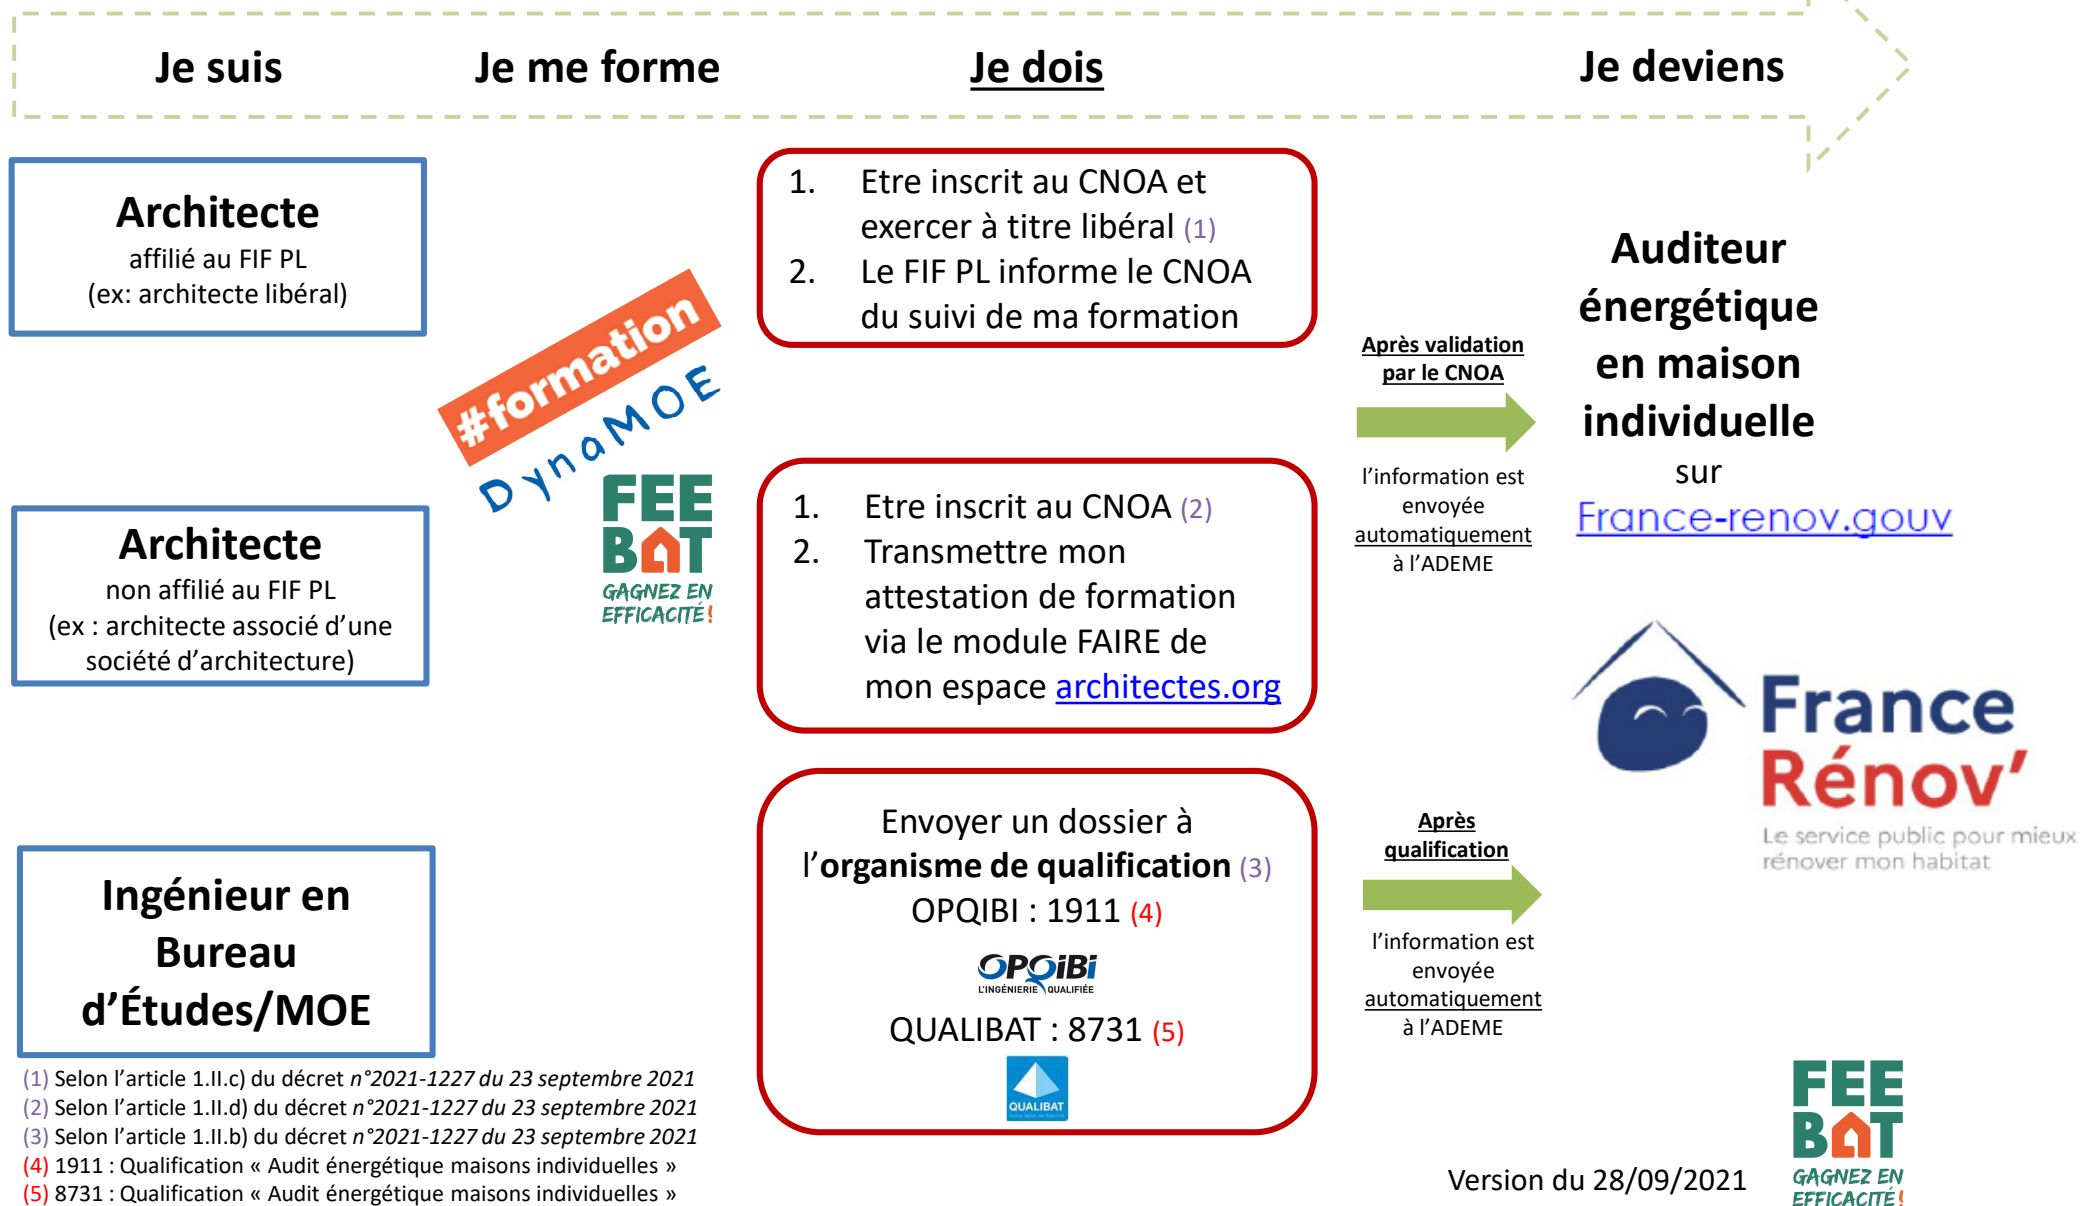 Je suis
Je me forme
Je dois
Je deviens
Architecte
affilié au FIF PL
(ex: architecte libéral)
Architecte
non affilié au FIF PL
(ex : architecte associé d’une
société d’architecture)
Ingénieur en
Bureau
d’Études/MOE
#formation
DynaMOE
FEE
BAT
GAGNEZ EN
EFFICACITÉ!
1. Etre inscrit au CNOA et
exercer à titre libéral (1)
2. Le FIF PL informe le CNOA
du suivi de ma formation
1. Etre inscrit au CNOA (2)
2. Transmettre mon
attestation de formation
via le module FAIRE de
mon espace architectes.org
Envoyer un dossier à
l’organisme de qualification (3)
OPQIBI : 1911 (4)
OPQiBi
L'INGÉNIERIE QUALIFIÉE
QUALIBAT : 8731 (5)
QUALIBAT
Après validation
par le CNOA
l’information est
envoyée
automatiquement
à l’ADEME
Après
qualification
l’information est
envoyée
automatiquement
à l’ADEME
Auditeur
énergétique
en maison
individuelle
sur
France-renov.gouv
France
Rénov'
Le service public pour mieux
rénover mon habitat
(1) Selon l’article 1.II.c) du décret n°2021-1227 du 23 septembre 2021
(2) Selon l’article 1.II.d) du décret n°2021-1227 du 23 septembre 2021
(3) Selon l’article 1.II.b) du décret n°2021-1227 du 23 septembre 2021
(4) 1911 : Qualification « Audit énergétique maisons individuelles »
(5) 8731 : Qualification « Audit énergétique maisons individuelles »
Version du 28/09/2021
FEE
BAT
GAGNEZ EN
EFFICACITÉ!